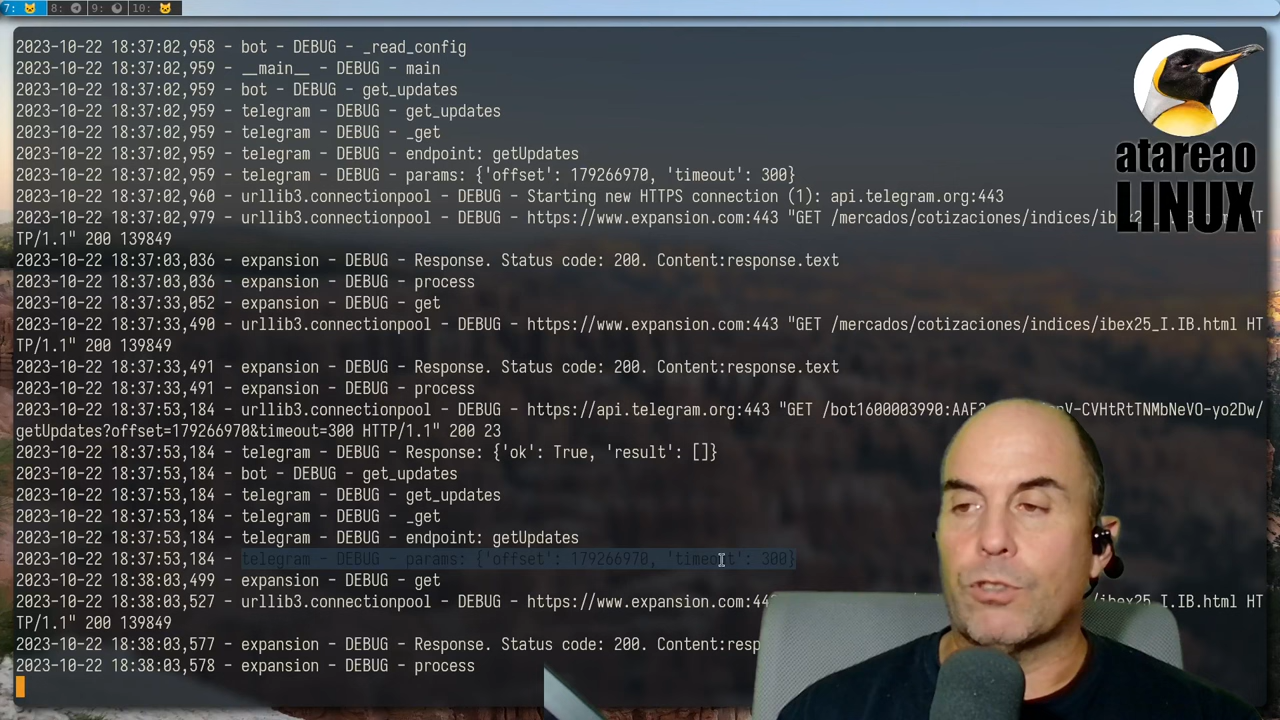 7: 8: 9: 10:
2023-10-22 18:37:02,958 - bot - DEBUG - _read_config
2023-10-22 18:37:02,959 - __main__ - DEBUG - main
2023-10-22 18:37:02,959 - bot - DEBUG - get_updates
2023-10-22 18:37:02,959 - telegram - DEBUG - get_updates
2023-10-22 18:37:02,959 - telegram - DEBUG - _get
2023-10-22 18:37:02,959 - telegram - DEBUG - endpoint: getUpdates
2023-10-22 18:37:02,959 - telegram - DEBUG - params: {'offset': 179266970, 'timeout': 300}
2023-10-22 18:37:02,960 - urllib3.connectionpool - DEBUG - Starting new HTTPS connection (1): api.telegram.org:443
2023-10-22 18:37:02,979 - urllib3.connectionpool - DEBUG - https://www.expansion.com:443 "GET /mercados/cotizaciones/indices/ HT
TP/1.1" 200 139849
2023-10-22 18:37:03,036 - expansion - DEBUG - Response. Status code: 200. Content:response.text
2023-10-22 18:37:03,036 - expansion - DEBUG - process
2023-10-22 18:37:33,052 - expansion - DEBUG - get
2023-10-22 18:37:33,490 - urllib3.connectionpool - DEBUG - https://www.expansion.com:443 "GET /mercados/cotizaciones/indices/ibex25_I.IB.html HT
TP/1.1" 200 139849
2023-10-22 18:37:33,491 - expansion - DEBUG - Response. Status code: 200. Content:response.text
2023-10-22 18:37:33,491 - expansion - DEBUG - process
2023-10-22 18:37:53,184 - urllib3.connectionpool - DEBUG - https://api.telegram.org:443 "GET
getUpdates?offset=179266970&timeout=300 HTTP/1.1" 200 23
2023-10-22 18:37:53,184 - telegram - DEBUG - Response: {'ok': True, 'result': []}
2023-10-22 18:37:53,184 - bot - DEBUG - get_updates
2023-10-22 18:37:53,184 - telegram - DEBUG - get_updates
2023-10-22 18:37:53,184 - telegram - DEBUG - _get
2023-10-22 18:37:53,184 - telegram - DEBUG - endpoint: getUpdates
2023-10-22 18:37:53,184 - telegram - DEBUG - params: {'offset': 179266970, 'timeout': 300}
2023-10-22 18:38:03,499 - expansion - DEBUG - get
2023-10-22 18:38:03,527 - urllib3.connectionpool - DEBUG - https://www.expansion.com:44 /ibex25_I.IB.html HT
TP/1.1" 200 139849
2023-10-22 18:38:03,577 - expansion - DEBUG - Response. Status code: 200. Content:resp
2023-10-22 18:38:03,578 - expansion - DEBUG - process
atareao
LINUX